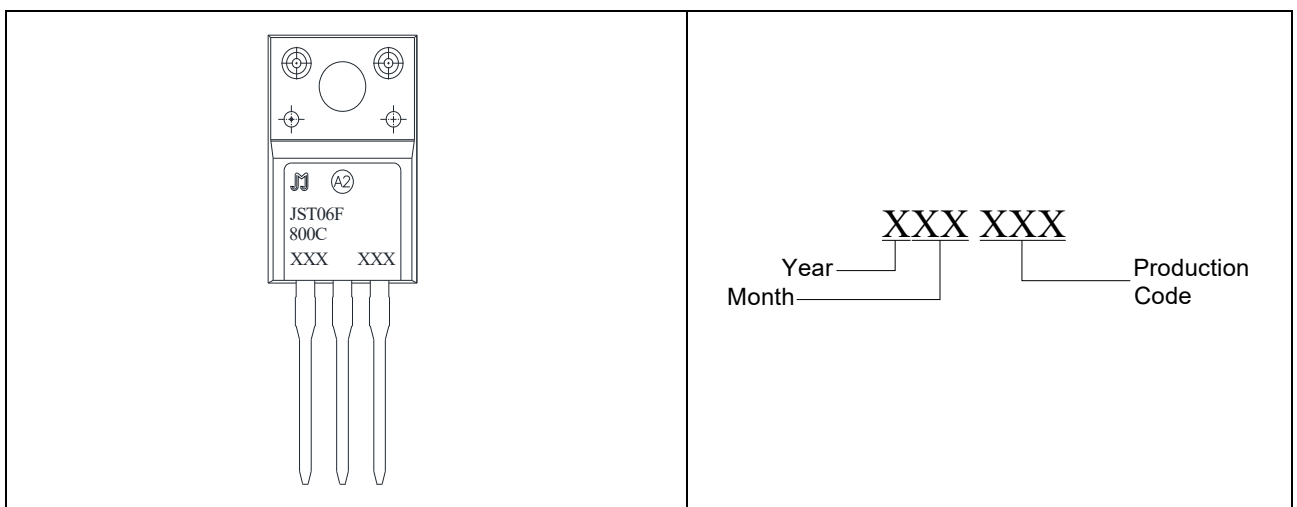 JJ A2
JST06F
800C
XXX XXX
XXX XXX
Year
Month
Production
Code